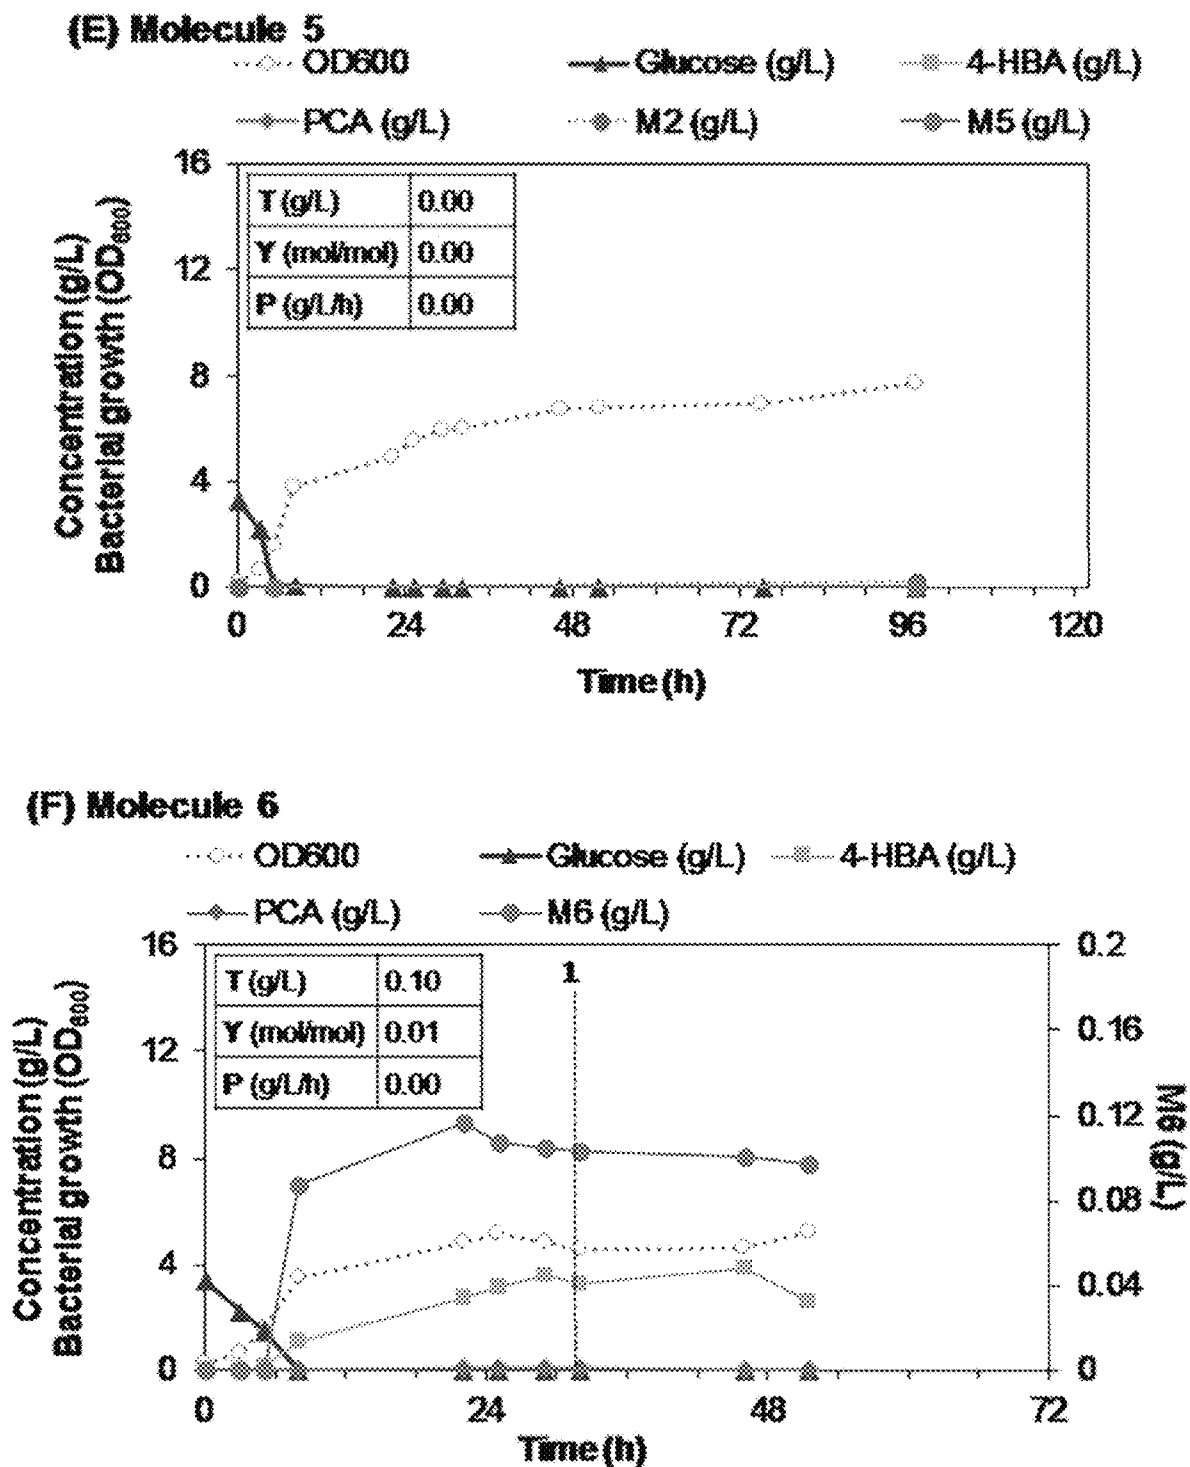 (E) Molecule 5
OD600 Glucose (g/L) 4-HBA (g/L)
PCA (g/L) M2 (g/L) M5 (g/L)
Concentration (g/L)
Bacterial growth (OD600)
16
12
8
4
0
T (g/L) 0.00
Y (mol/mol) 0.00
P (g/L/h) 0.00
0 24 48 72 96 120
Time (h)
(F) Molecule 6
OD600 Glucose (g/L) 4-HBA (g/L)
PCA (g/L) M6 (g/L)
Concentration (g/L)
Bacterial growth (OD600)
16
12
8
4
0
T (g/L) 0.10
Y (mol/mol) 0.01
P (g/L/h) 0.00
1
0.2
0.16
0.12
0.08
0.04
0
M6 (g/L)
0 24 48 72
Time (h)